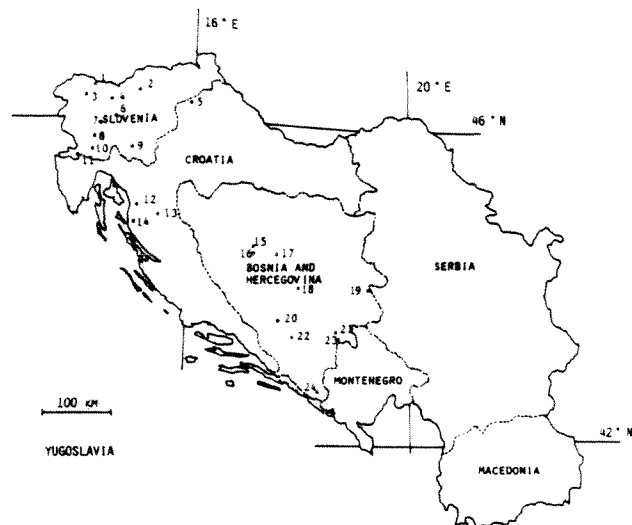 16° E
20° E
1
2
3
4
5
6
7
SLOVENIA
46° N
8
9
10
11
CROATIA
12
13
14
15
16
17
BOSNIA AND
HERCEGOVINA
SERBIA
18
19
20
21
22
23
MONTENEGRO
24
100 KM
42° N
YUGOSLAVIA
MACEDONIA